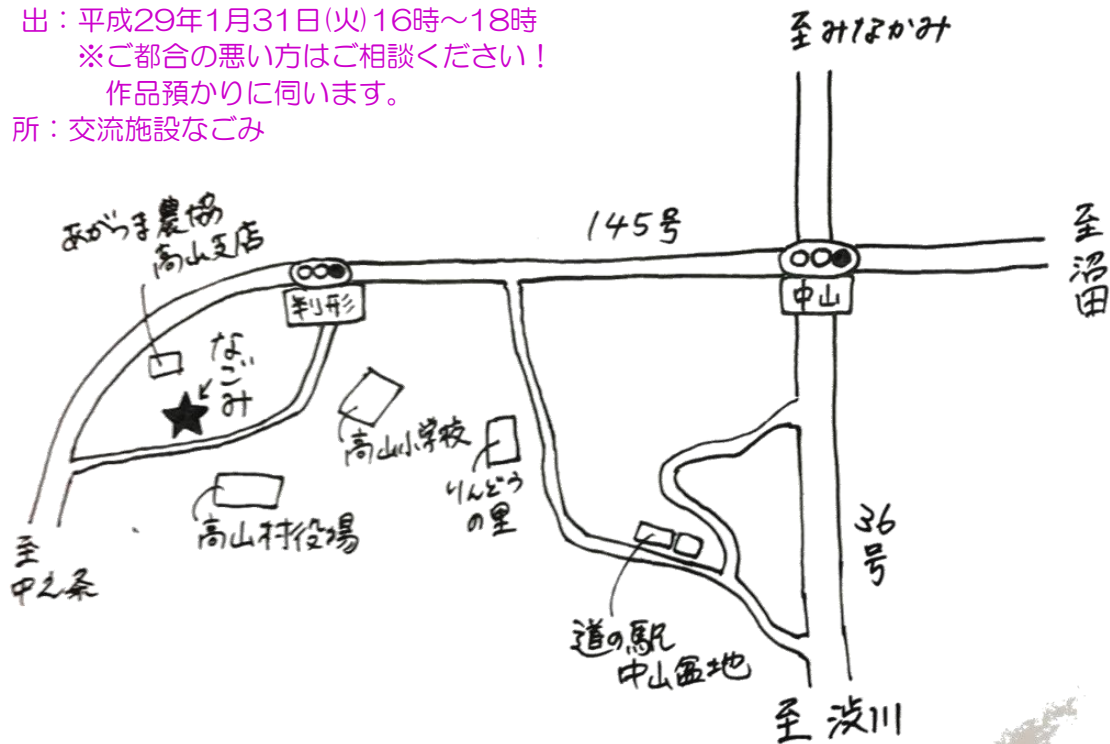 出：平成29年1月31日(火)16時～18時
※ご都合の悪い方はご相談ください！
作品預かりに伺います。
所：交流施設なごみ
至みなかみ
あがつま農協
高山支店
145号
至沼田
判形
中山
なごみ
高山小学校
りんどう
の里
高山村役場
36号
至
中之条
道の駅
中山盆地
至渋川